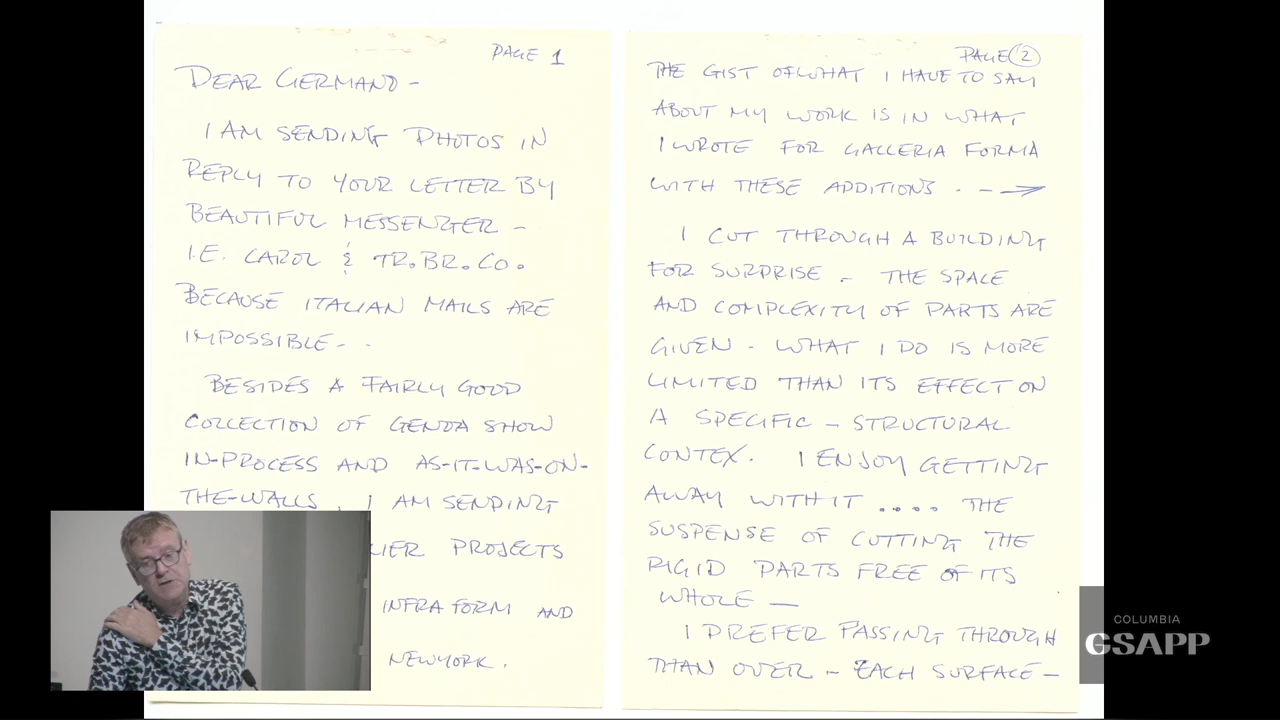 PAGE 1
DEAR GERMANO -
I AM SENDING PHOTOS IN
REPLY TO YOUR LETTER BY
BEAUTIFUL MESSENGER -
I.E. CAROL & TR.BR.CO.
BECAUSE ITALIAN MAILS ARE
IMPOSSIBLE- -
BESIDES A FAIRLY GOOD
COLLECTION OF GENOA SHOW
IN-PROCESS AND AS-IT-WAS-ON-
THE-WALLS, I AM SENDING
LIER PROJECTS
INFRA FORM AND
NEWYORK.
PAGE 2
THE GIST OF WHAT I HAVE TO SAY
ABOUT MY WORK IS IN WHAT
I WROTE FOR GALLERIA FORMA
WITH THESE ADDITIONS . - →
I CUT THROUGH A BUILDING
FOR SURPRISE - THE SPACE
AND COMPLEXITY OF PARTS ARE
GIVEN - WHAT I DO IS MORE
LIMITED THAN ITS EFFECT ON
A SPECIFIC - STRUCTURAL
CONTEX. I ENJOY GETTING
AWAY WITH IT .... THE
SUSPENSE OF CUTTING THE
RIGID PARTS FREE OF ITS
WHOLE —
I PREFER PASSING THROUGH
THAN OVER - EACH SURFACE -
COLUMBIA
GSAPP